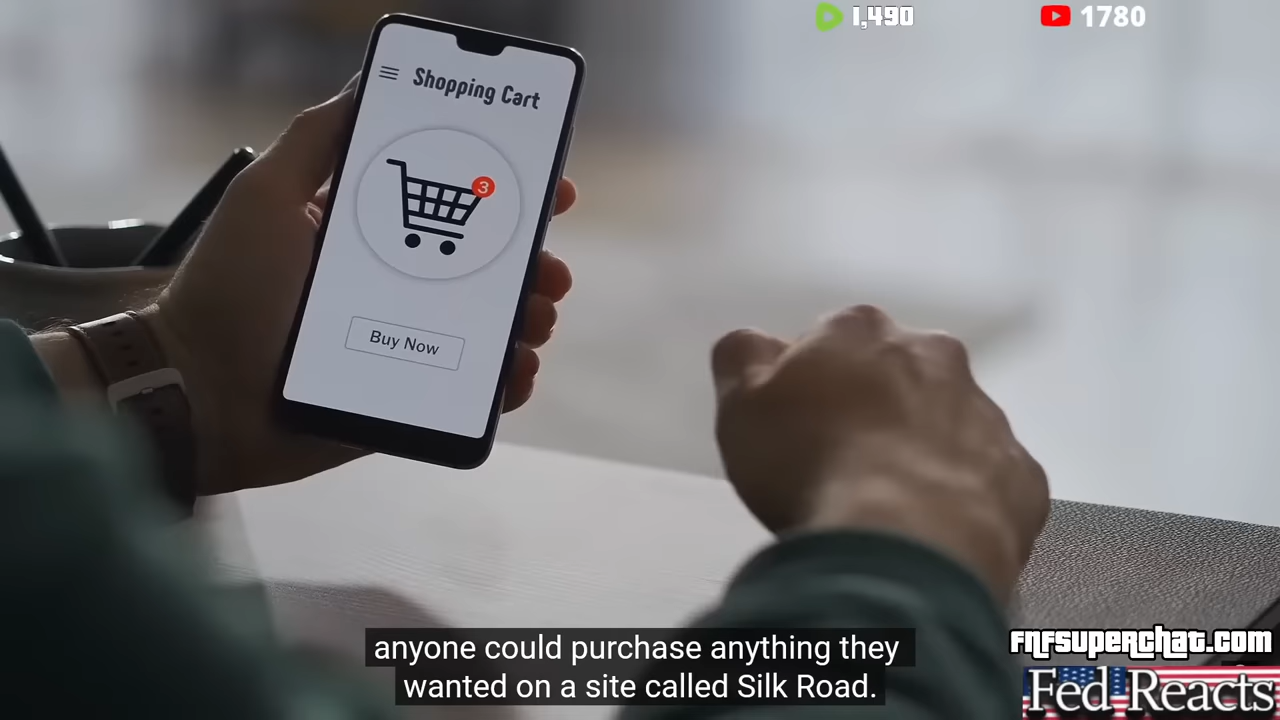 1,490
1780
Shopping Cart
3
Buy Now
anyone could purchase anything they
wanted on a site called Silk Road.
FNFSUPERCHAT.COM
Fed Reacts